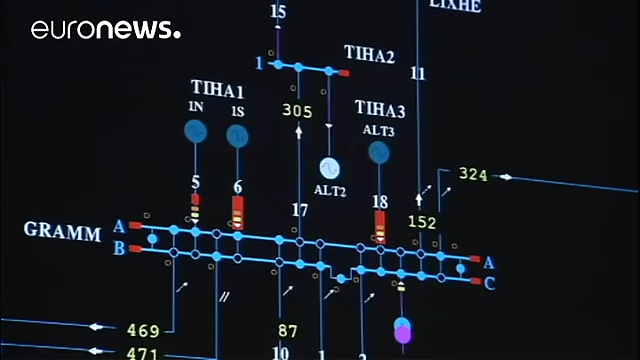 euronews.
15
LIXHE
TIHA2
1
11
TIHA1
1N
1S
305
TIHA3
ALT3
324
ALT2
5
6
18
17
152
GRAMM
A
B
A
C
469
87
471
10
1
2